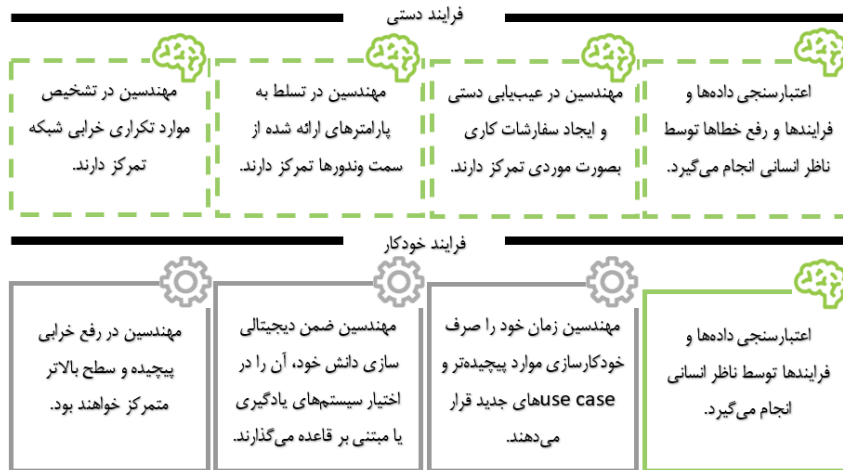 فرایند دستی
اعتبارسنجی داده‌ها و
فرایندها و رفع خطاها توسط
ناظر انسانی انجام می‌گیرد.
مهندسین در عیب‌یابی دستی
و ایجاد سفارشات کاری
بصورت موردی تمرکز دارند.
مهندسین در تسلط به
پارامترهای ارائه شده از
سمت وندورها تمرکز دارند.
مهندسین در تشخیص
موارد تکراری خرابی شبکه
تمرکز دارند.
فرایند خودکار
اعتبارسنجی داده‌ها و
فرایندها توسط ناظر انسانی
انجام می‌گیرد.
مهندسین زمان خود را صرف
خودکارسازی موارد پیچیده‌تر و
use caseهای جدید قرار
می‌دهند.
مهندسین ضمن دیجیتالی
سازی دانش خود، آن را در
اختیار سیستم‌های یادگیری
یا مبتنی بر قاعده می‌گذارند.
مهندسین در رفع خرابی
پیچیده و سطح بالاتر
متمرکز خواهند بود.